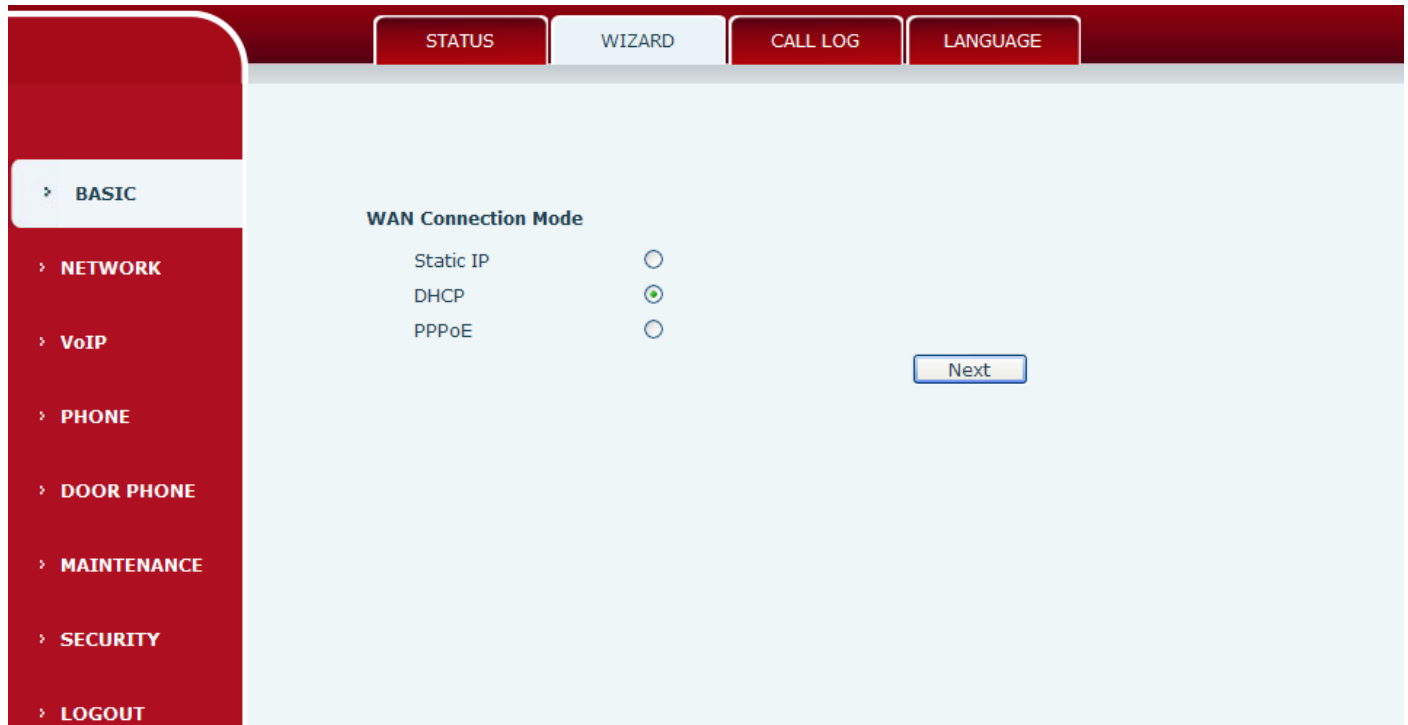 STATUS WIZARD CALL LOG LANGUAGE
BASIC
NETWORK
VoIP
PHONE
DOOR PHONE
MAINTENANCE
SECURITY
LOGOUT
WAN Connection Mode
Static IP
DHCP
PPPoE
Next